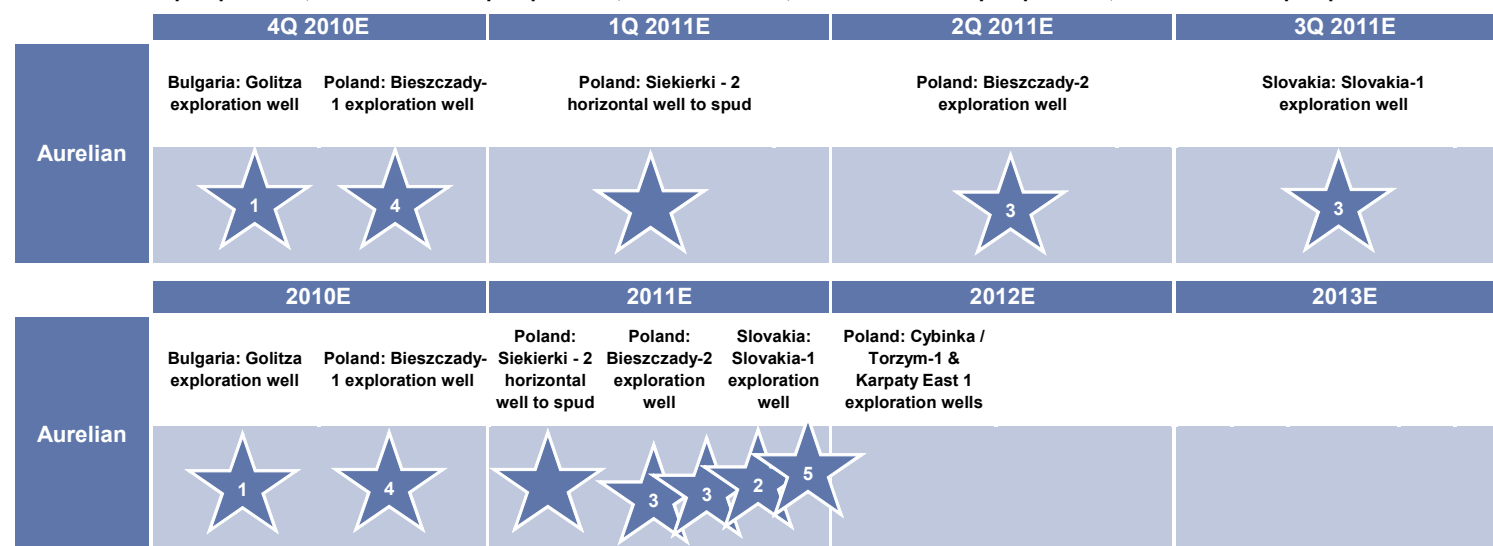 4Q 2010E 1Q 2011E 2Q 2011E 3Q 2011E
Bulgaria: Golitza
exploration well
Poland: Bieszczady-
1 exploration well
Poland: Siekierki - 2
horizontal well to spud
Poland: Bieszczady-2
exploration well
Slovakia: Slovakia-1
exploration well
Aurelian
1 4 3 3
2010E 2011E 2012E 2013E
Bulgaria: Golitza
exploration well
Poland: Bieszczady-
1 exploration well
Poland:
Siekierki - 2
horizontal
well to spud
Poland:
Bieszczady-2
exploration
well
Slovakia:
Slovakia-1
exploration
well
Poland: Cybinka /
Torzym-1 &
Karpaty East 1
exploration wells
Aurelian
1 4 3 3 2 5